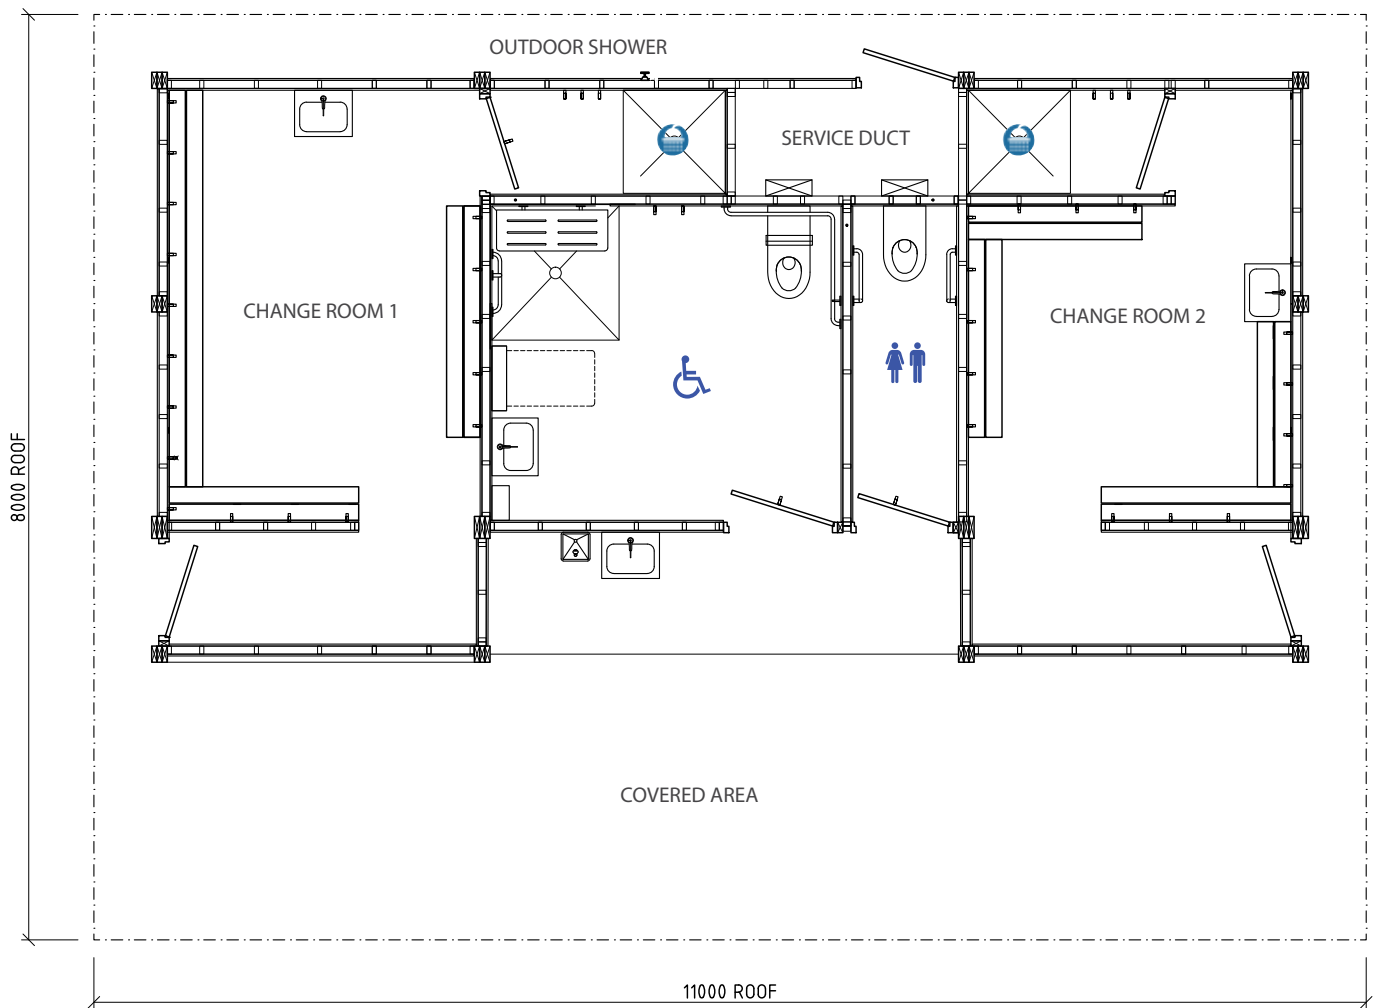 OUTDOOR SHOWER
SERVICE DUCT
CHANGE ROOM 1
CHANGE ROOM 2
8000 ROOF
COVERED AREA
11000 ROOF